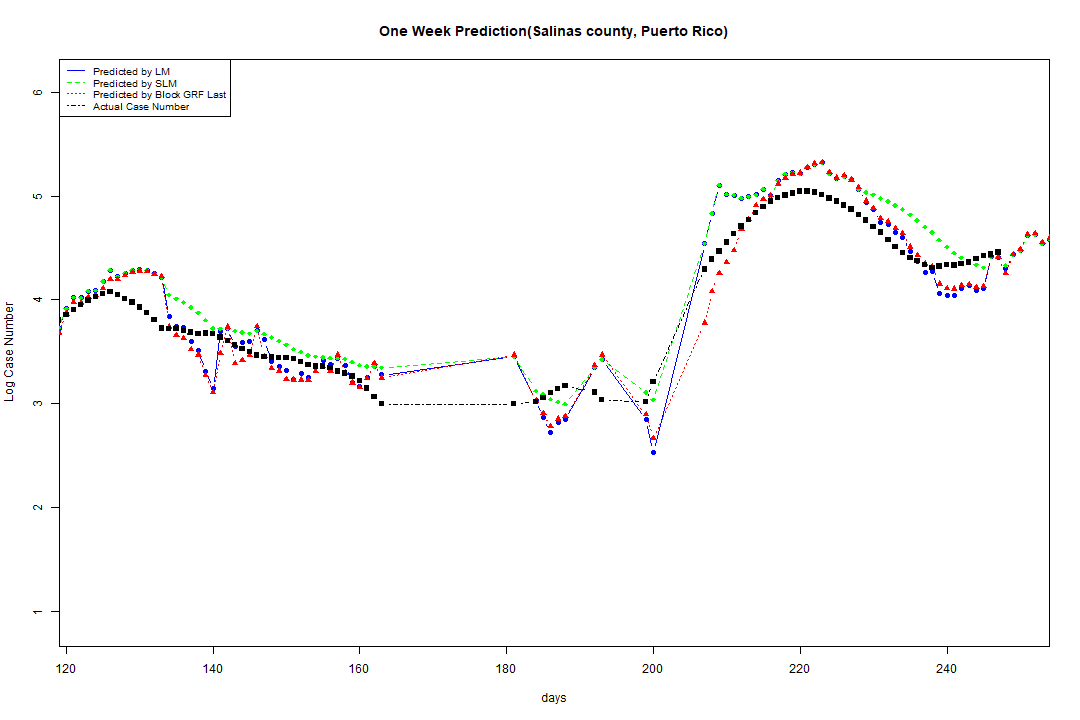 One Week Prediction(Salinas county, Puerto Rico)
Predicted by LM
Predicted by SLM
Predicted by Block GRF Last
Actual Case Number
6
5
4
3
2
1
Log Case Number
120 140 160 180 200 220 240
days